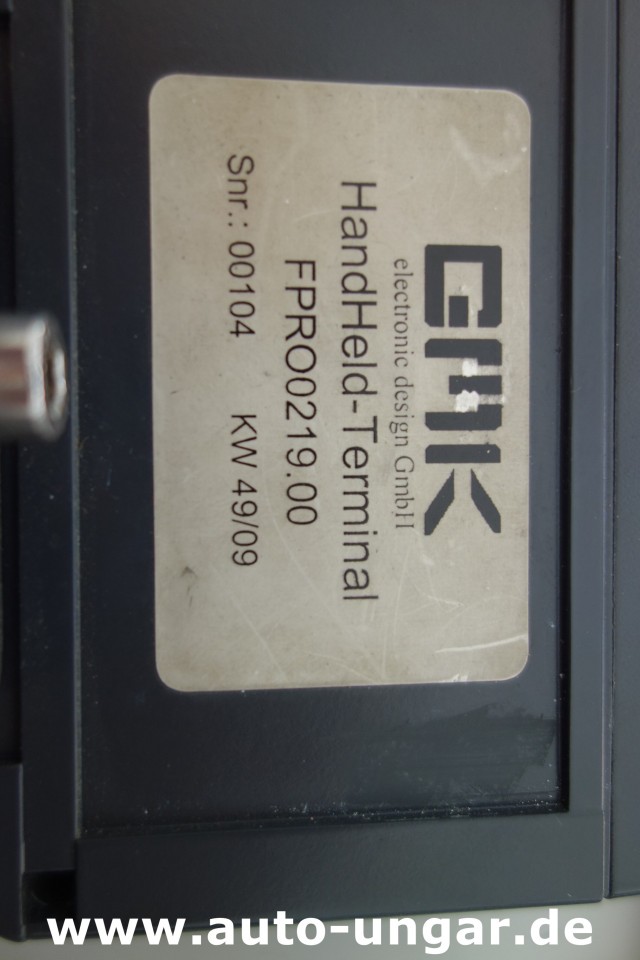 GMK
electronic design GmbH
HandHeld-Terminal
FPRO0219.00
Snr.: 00104 KW 49/09
www.auto-ungar.de